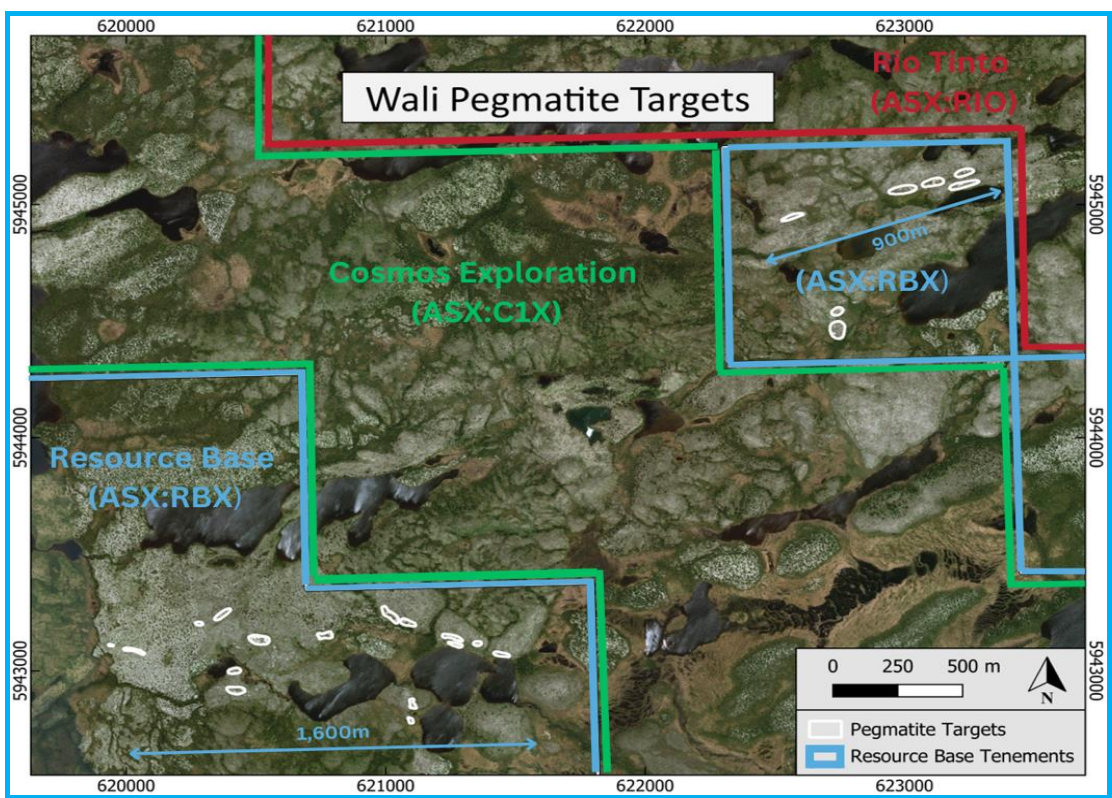 620000
621000
622000
623000
Wali Pegmatite Targets
Rio Tinto
(ASX:RIO)
5945000
5945000
900m
Cosmos Exploration
(ASX:C1X)
(ASX:RBX)
5944000
5944000
Resource Base
(ASX:RBX)
5943000
5943000
1,600m
0 250 500 m
N
Pegmatite Targets
Resource Base Tenements
620000
621000
622000
623000